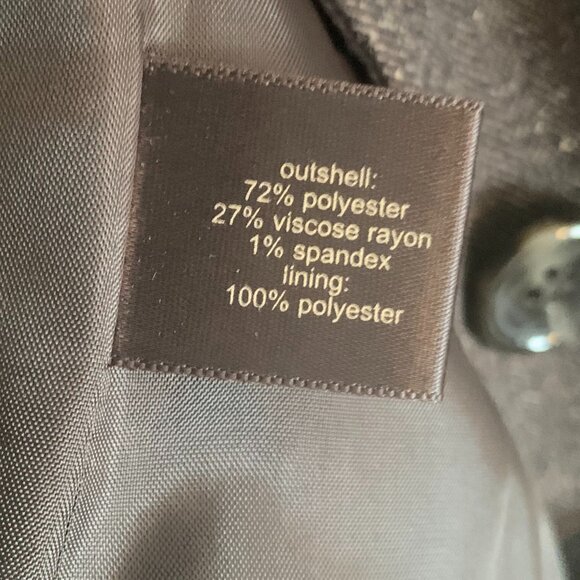 outshell:
72% polyester
27% viscose rayon
1% spandex
lining:
100% polyester